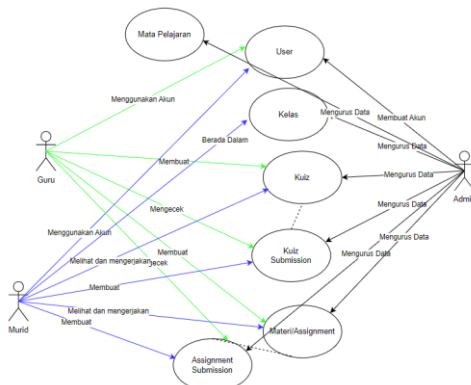 Mata Pelajaran
User
Menggunakan Akun
Mengurus Data
Membuat Akun
Kelas
Berada Dalam
Mengurus Data
Guru
Membuat
Kuiz
Mengurus Data
Admin
Mengecek
Mengurus Data
Menggunakan Akun
Mengurus Data
Membuat
Kuiz
Submission
Melihat dan mengerjakan
Mengecek
Mengurus Data
Membuat
Murid
Melihat dan mengerjakan
Membuat
Materi/Assignment
Assignment
Submission